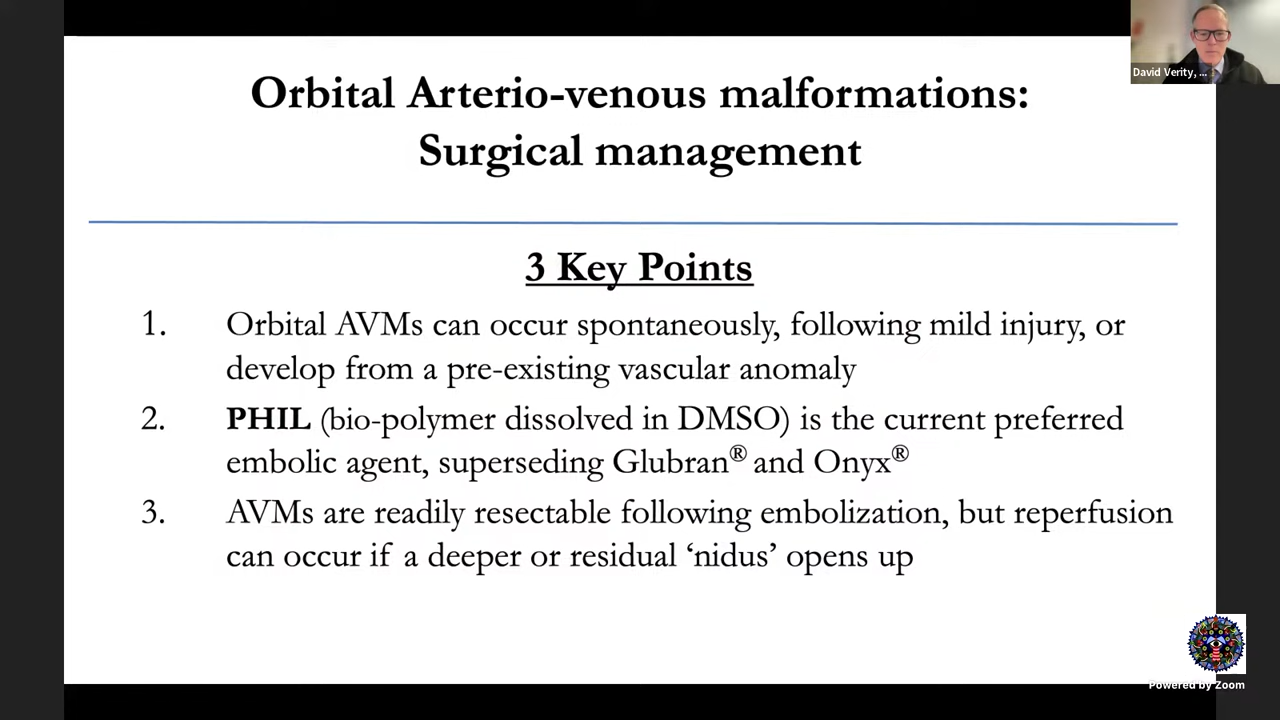 David Verity, ...
Orbital Arterio-venous malformations:
Surgical management
3 Key Points
1. Orbital AVMs can occur spontaneously, following mild injury, or
develop from a pre-existing vascular anomaly
2. PHIL (bio-polymer dissolved in DMSO) is the current preferred
embolic agent, superseding Glubran® and Onyx®
3. AVMs are readily resectable following embolization, but reperfusion
can occur if a deeper or residual ‘nidus’ opens up
Powered by Zoom